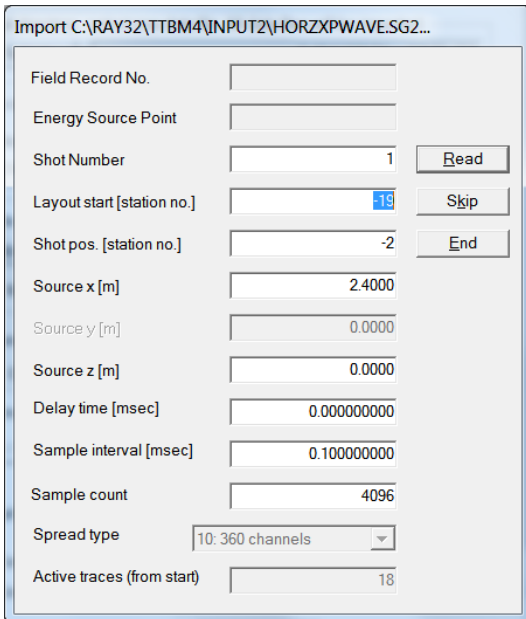 Import C:\RAY32\TTBM4\INPUT2\HORZXPWAVE.SG2...
Field Record No.
Energy Source Point
Shot Number 1 Read
Layout start [station no.] -19 Skip
Shot pos. [station no.] -2 End
Source x [m] 2.4000
Source y [m] 0.0000
Source z [m] 0.0000
Delay time [msec] 0.000000000
Sample interval [msec] 0.100000000
Sample count 4096
Spread type 10: 360 channels
Active traces (from start) 18